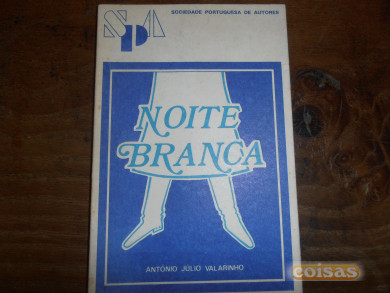 SPA
SOCIEDADE PORTUGUESA DE AUTORES
NOITE
BRANCA
ANTÓNIO JÚLIO VALARINHO
coisas